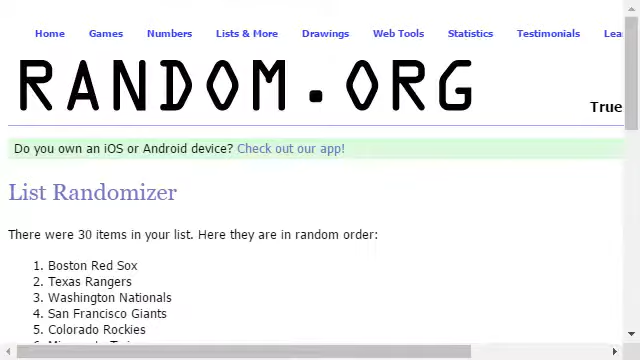 Home Games Numbers Lists & More Drawings Web Tools Statistics Testimonials
RANDOM.ORG
True
Do you own an iOS or Android device? Check out our app!
List Randomizer
There were 30 items in your list. Here they are in random order:
1. Boston Red Sox
2. Texas Rangers
3. Washington Nationals
4. San Francisco Giants
5. Colorado Rockies